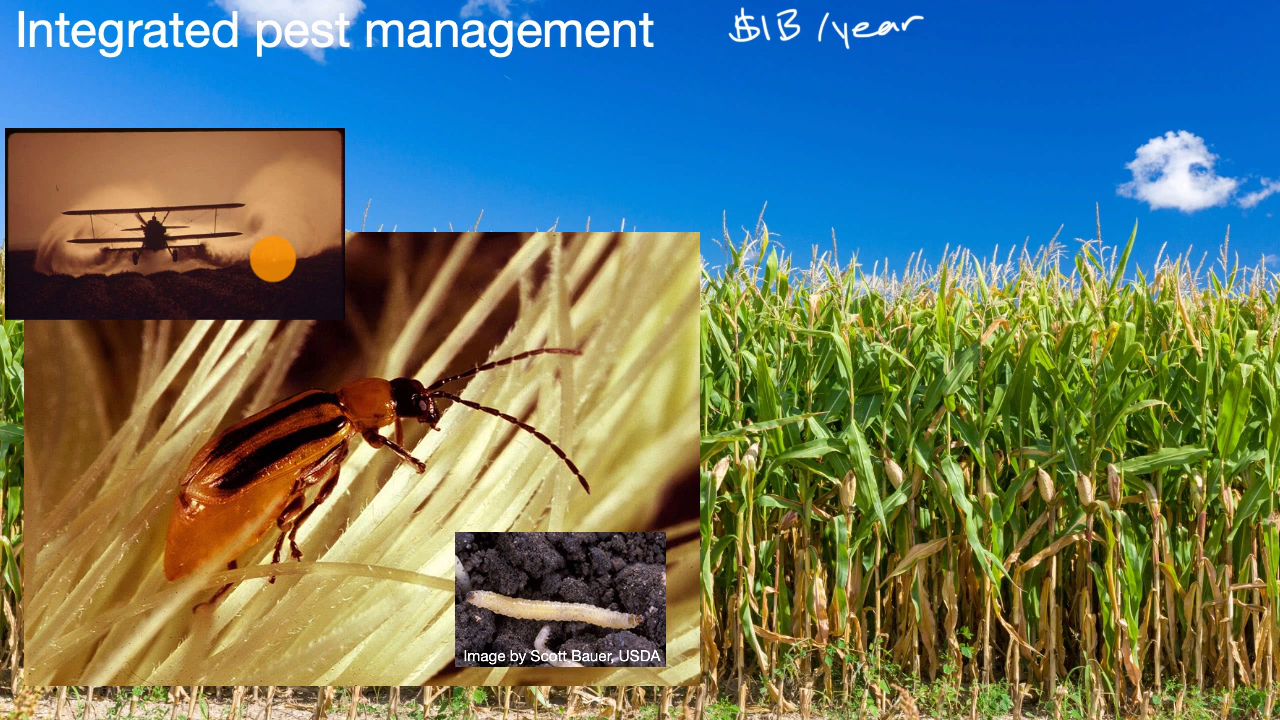 Integrated pest management
$1B /year
Image by Scott Bauer, USDA